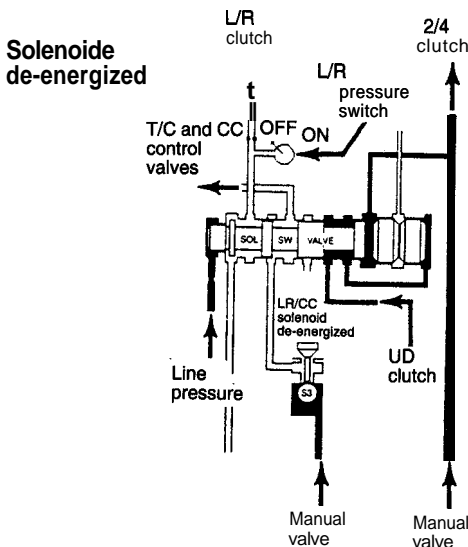 Solenoide
de-energized
L/R
clutch
2/4
clutch
L/R
pressure
switch
t
T/C and CC
control
valves
OFF
ON
SOL
SW
VALVE
LR/CC
solenoid
de-energized
S3
UD
clutch
Line
pressure
Manual
valve
Manual
valve